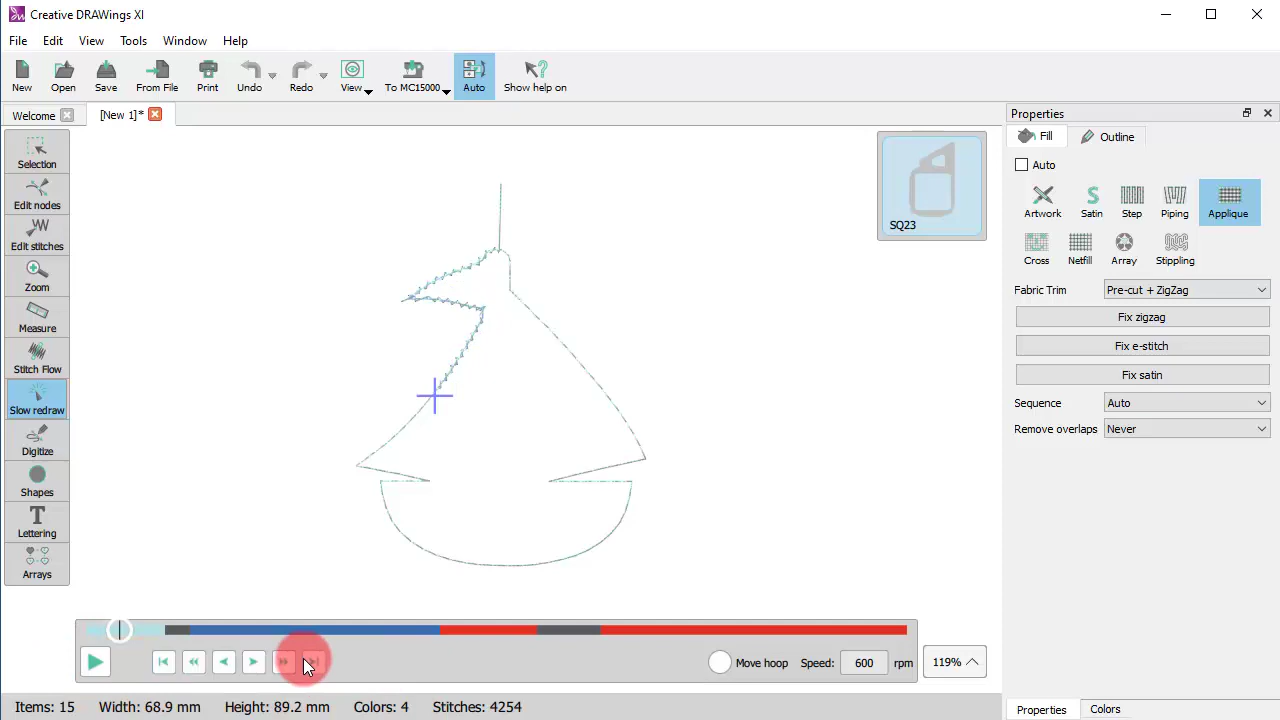 Creative DRAWings XI
File Edit View Tools Window Help
New Open Save From File Print Undo Redo View To MC15000 Auto Show help on
Welcome [New 1]*
Properties
Fill Outline
Selection
Auto
Edit nodes
Artwork Satin Step Piping Applique
SQ23
Edit stitches
Cross Netfill Array Stippling
Zoom
Fabric Trim Pre-cut + ZigZag
Measure
Fix zigzag
Fix e-stitch
Stitch Flow
Fix satin
Slow redraw
Sequence Auto
Remove overlaps Never
Digitize
Shapes
Lettering
Arrays
Move hoop Speed: 600 rpm 119%
Items: 15 Width: 68.9 mm Height: 89.2 mm Colors: 4 Stitches: 4254
Properties Colors